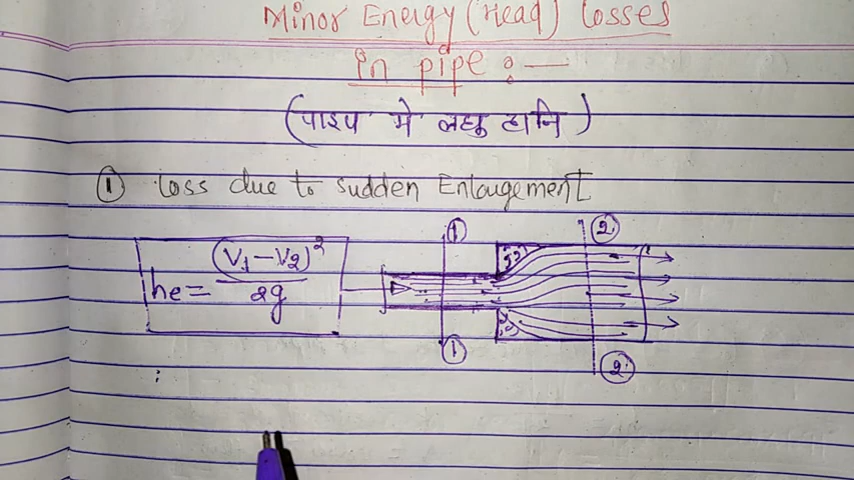 Minor Energy (Head) losses
in pipe :—
(पाइप मे लघु हानि)
① loss due to sudden Enlargement
he = (V1 - V2)² / 2g
①
②
①
②